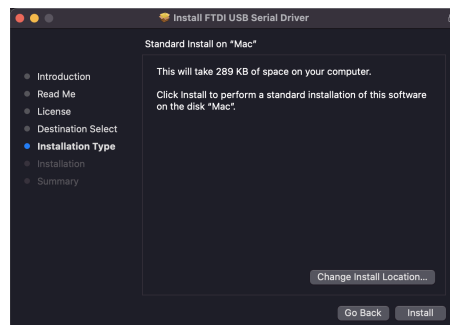 Install FTDI USB Serial Driver
Standard Install on “Mac”
Introduction
Read Me
License
Destination Select
Installation Type
Installation
Summary
This will take 289 KB of space on your computer.
Click Install to perform a standard installation of this software
on the disk “Mac”.
Change Install Location...
Go Back
Install